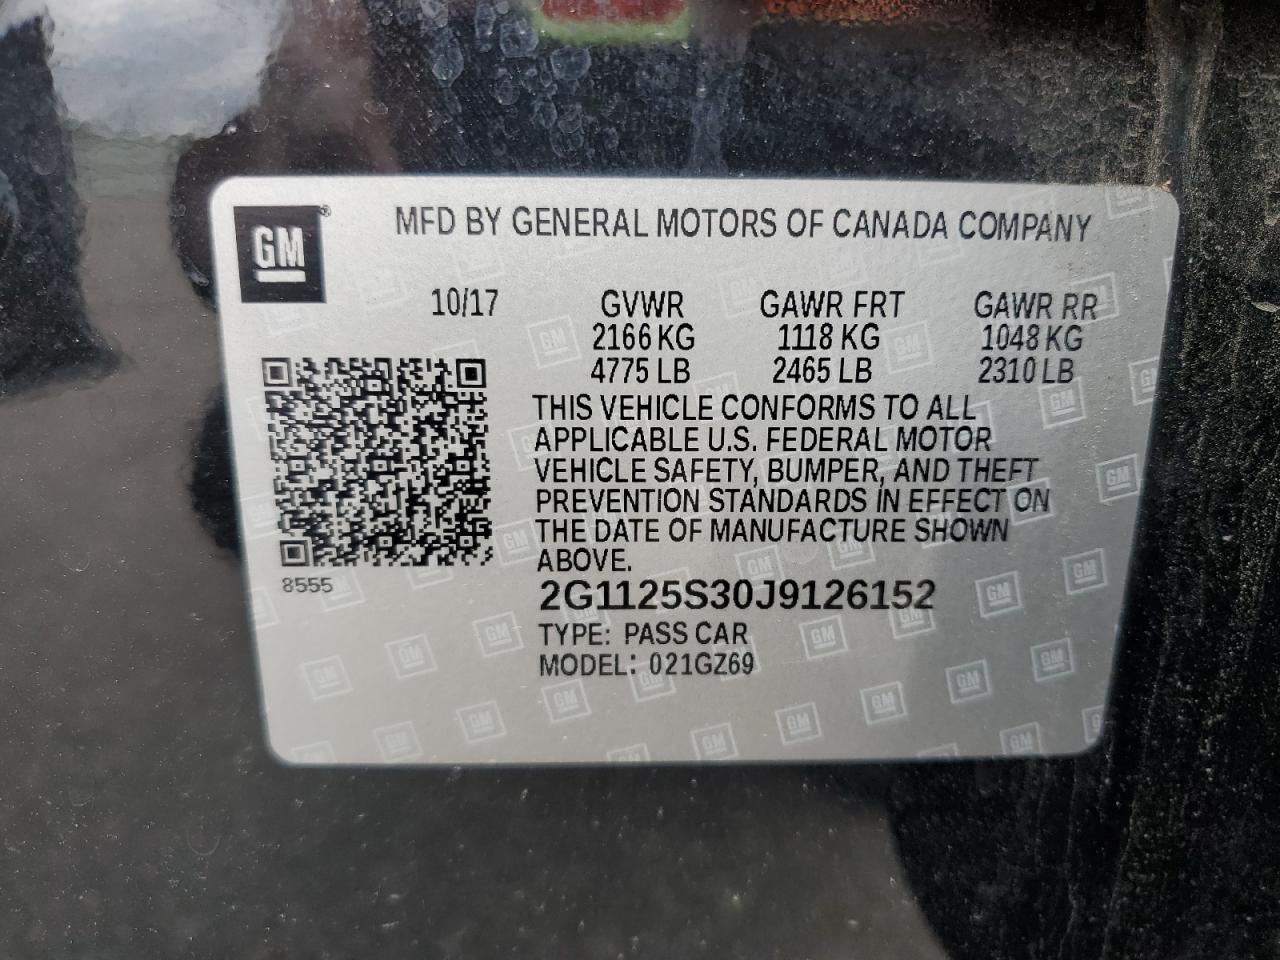 GM®
MFD BY GENERAL MOTORS OF CANADA COMPANY
10/17 GVWR GAWR FRT GAWR RR
2166 KG 1118 KG 1048 KG
4775 LB 2465 LB 2310 LB
THIS VEHICLE CONFORMS TO ALL
APPLICABLE U.S. FEDERAL MOTOR
VEHICLE SAFETY, BUMPER, AND THEFT
PREVENTION STANDARDS IN EFFECT ON
THE DATE OF MANUFACTURE SHOWN
ABOVE.
8555
2G1125S30J9126152
TYPE: PASS CAR
MODEL: 021GZ69